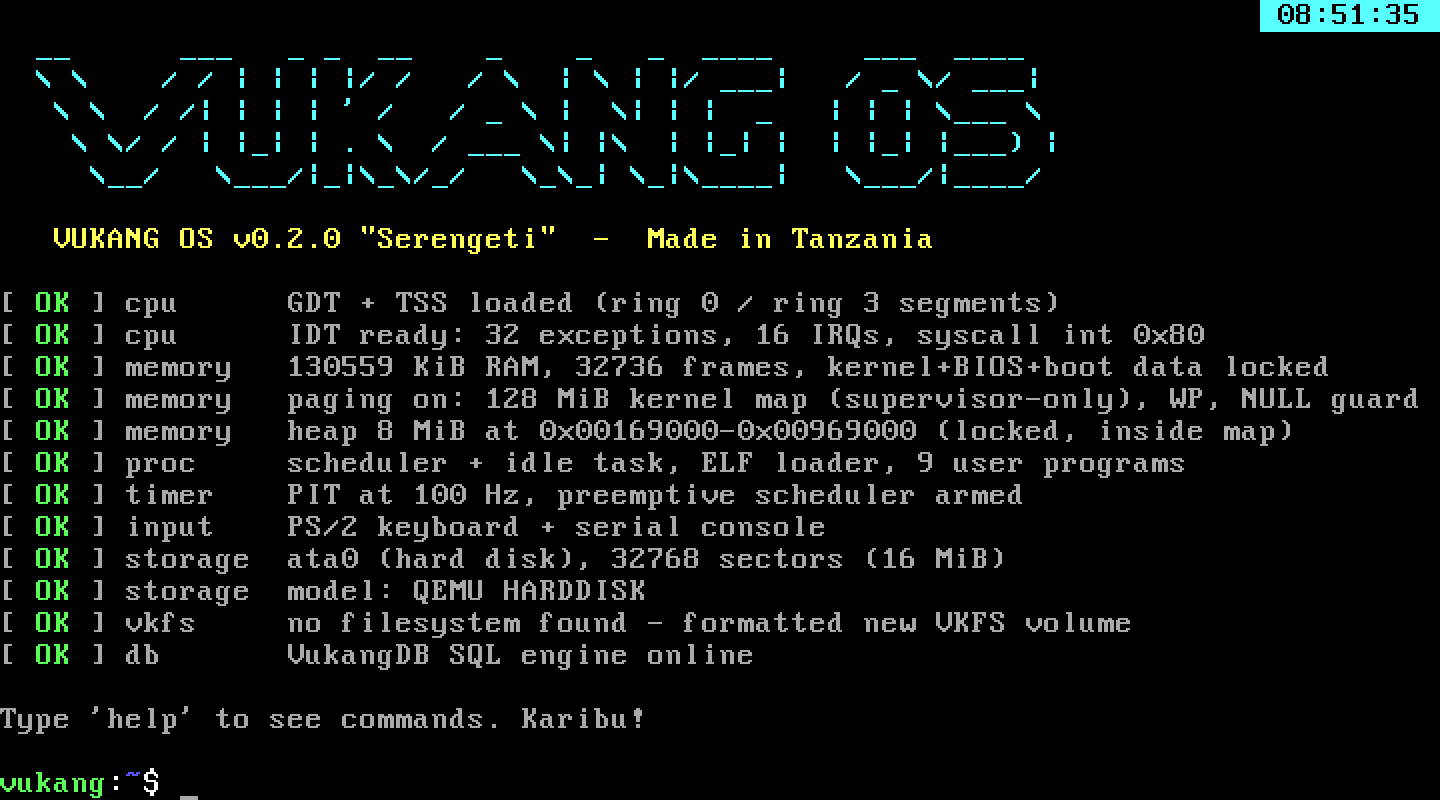 08:51:35
VUKANG OS
VUKANG OS v0.2.0 "Serengeti"  -  Made in Tanzania
[ OK ] cpu      GDT + TSS loaded (ring 0 / ring 3 segments)
[ OK ] cpu      IDT ready: 32 exceptions, 16 IRQs, syscall int 0x80
[ OK ] memory   130559 KiB RAM, 32736 frames, kernel+BIOS+boot data locked
[ OK ] memory   paging on: 128 MiB kernel map (supervisor-only), WP, NULL guard
[ OK ] memory   heap 8 MiB at 0x00169000-0x00969000 (locked, inside map)
[ OK ] proc     scheduler + idle task, ELF loader, 9 user programs
[ OK ] timer    PIT at 100 Hz, preemptive scheduler armed
[ OK ] input    PS/2 keyboard + serial console
[ OK ] storage  ata0 (hard disk), 32768 sectors (16 MiB)
[ OK ] storage  model: QEMU HARDDISK
[ OK ] vkfs     no filesystem found - formatted new VKFS volume
[ OK ] db       VukangDB SQL engine online
Type 'help' to see commands. Karibu!
vukang:~$ _